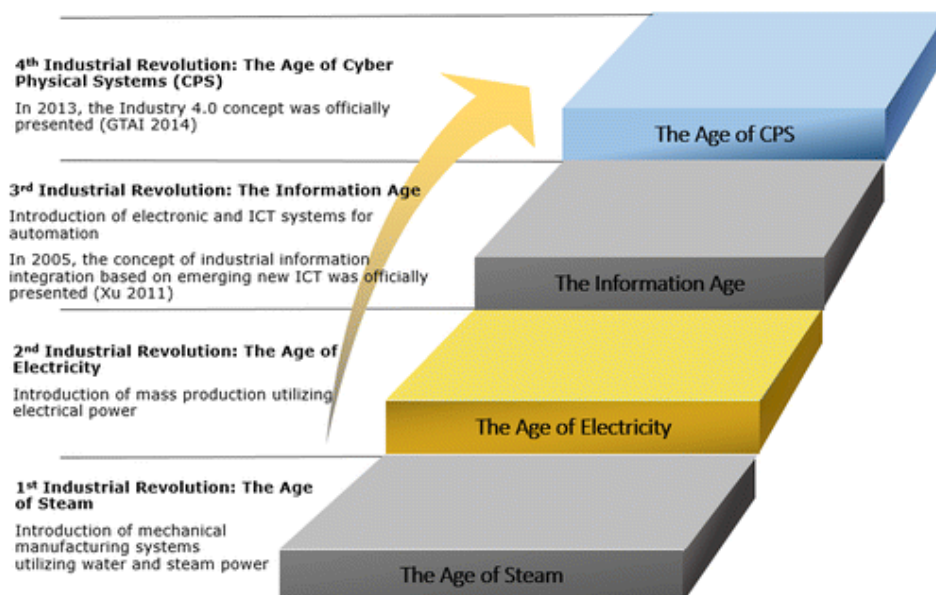 4th Industrial Revolution: The Age of Cyber
Physical Systems (CPS)
In 2013, the Industry 4.0 concept was officially
presented (GTAI 2014)
The Age of CPS
3rd Industrial Revolution: The Information Age
Introduction of electronic and ICT systems for
automation
In 2005, the concept of industrial information
integration based on emerging new ICT was officially
presented (Xu 2011)
The Information Age
2nd Industrial Revolution: The Age of
Electricity
Introduction of mass production utilizing
electrical power
The Age of Electricity
1st Industrial Revolution: The Age
of Steam
Introduction of mechanical
manufacturing systems
utilizing water and steam power
The Age of Steam